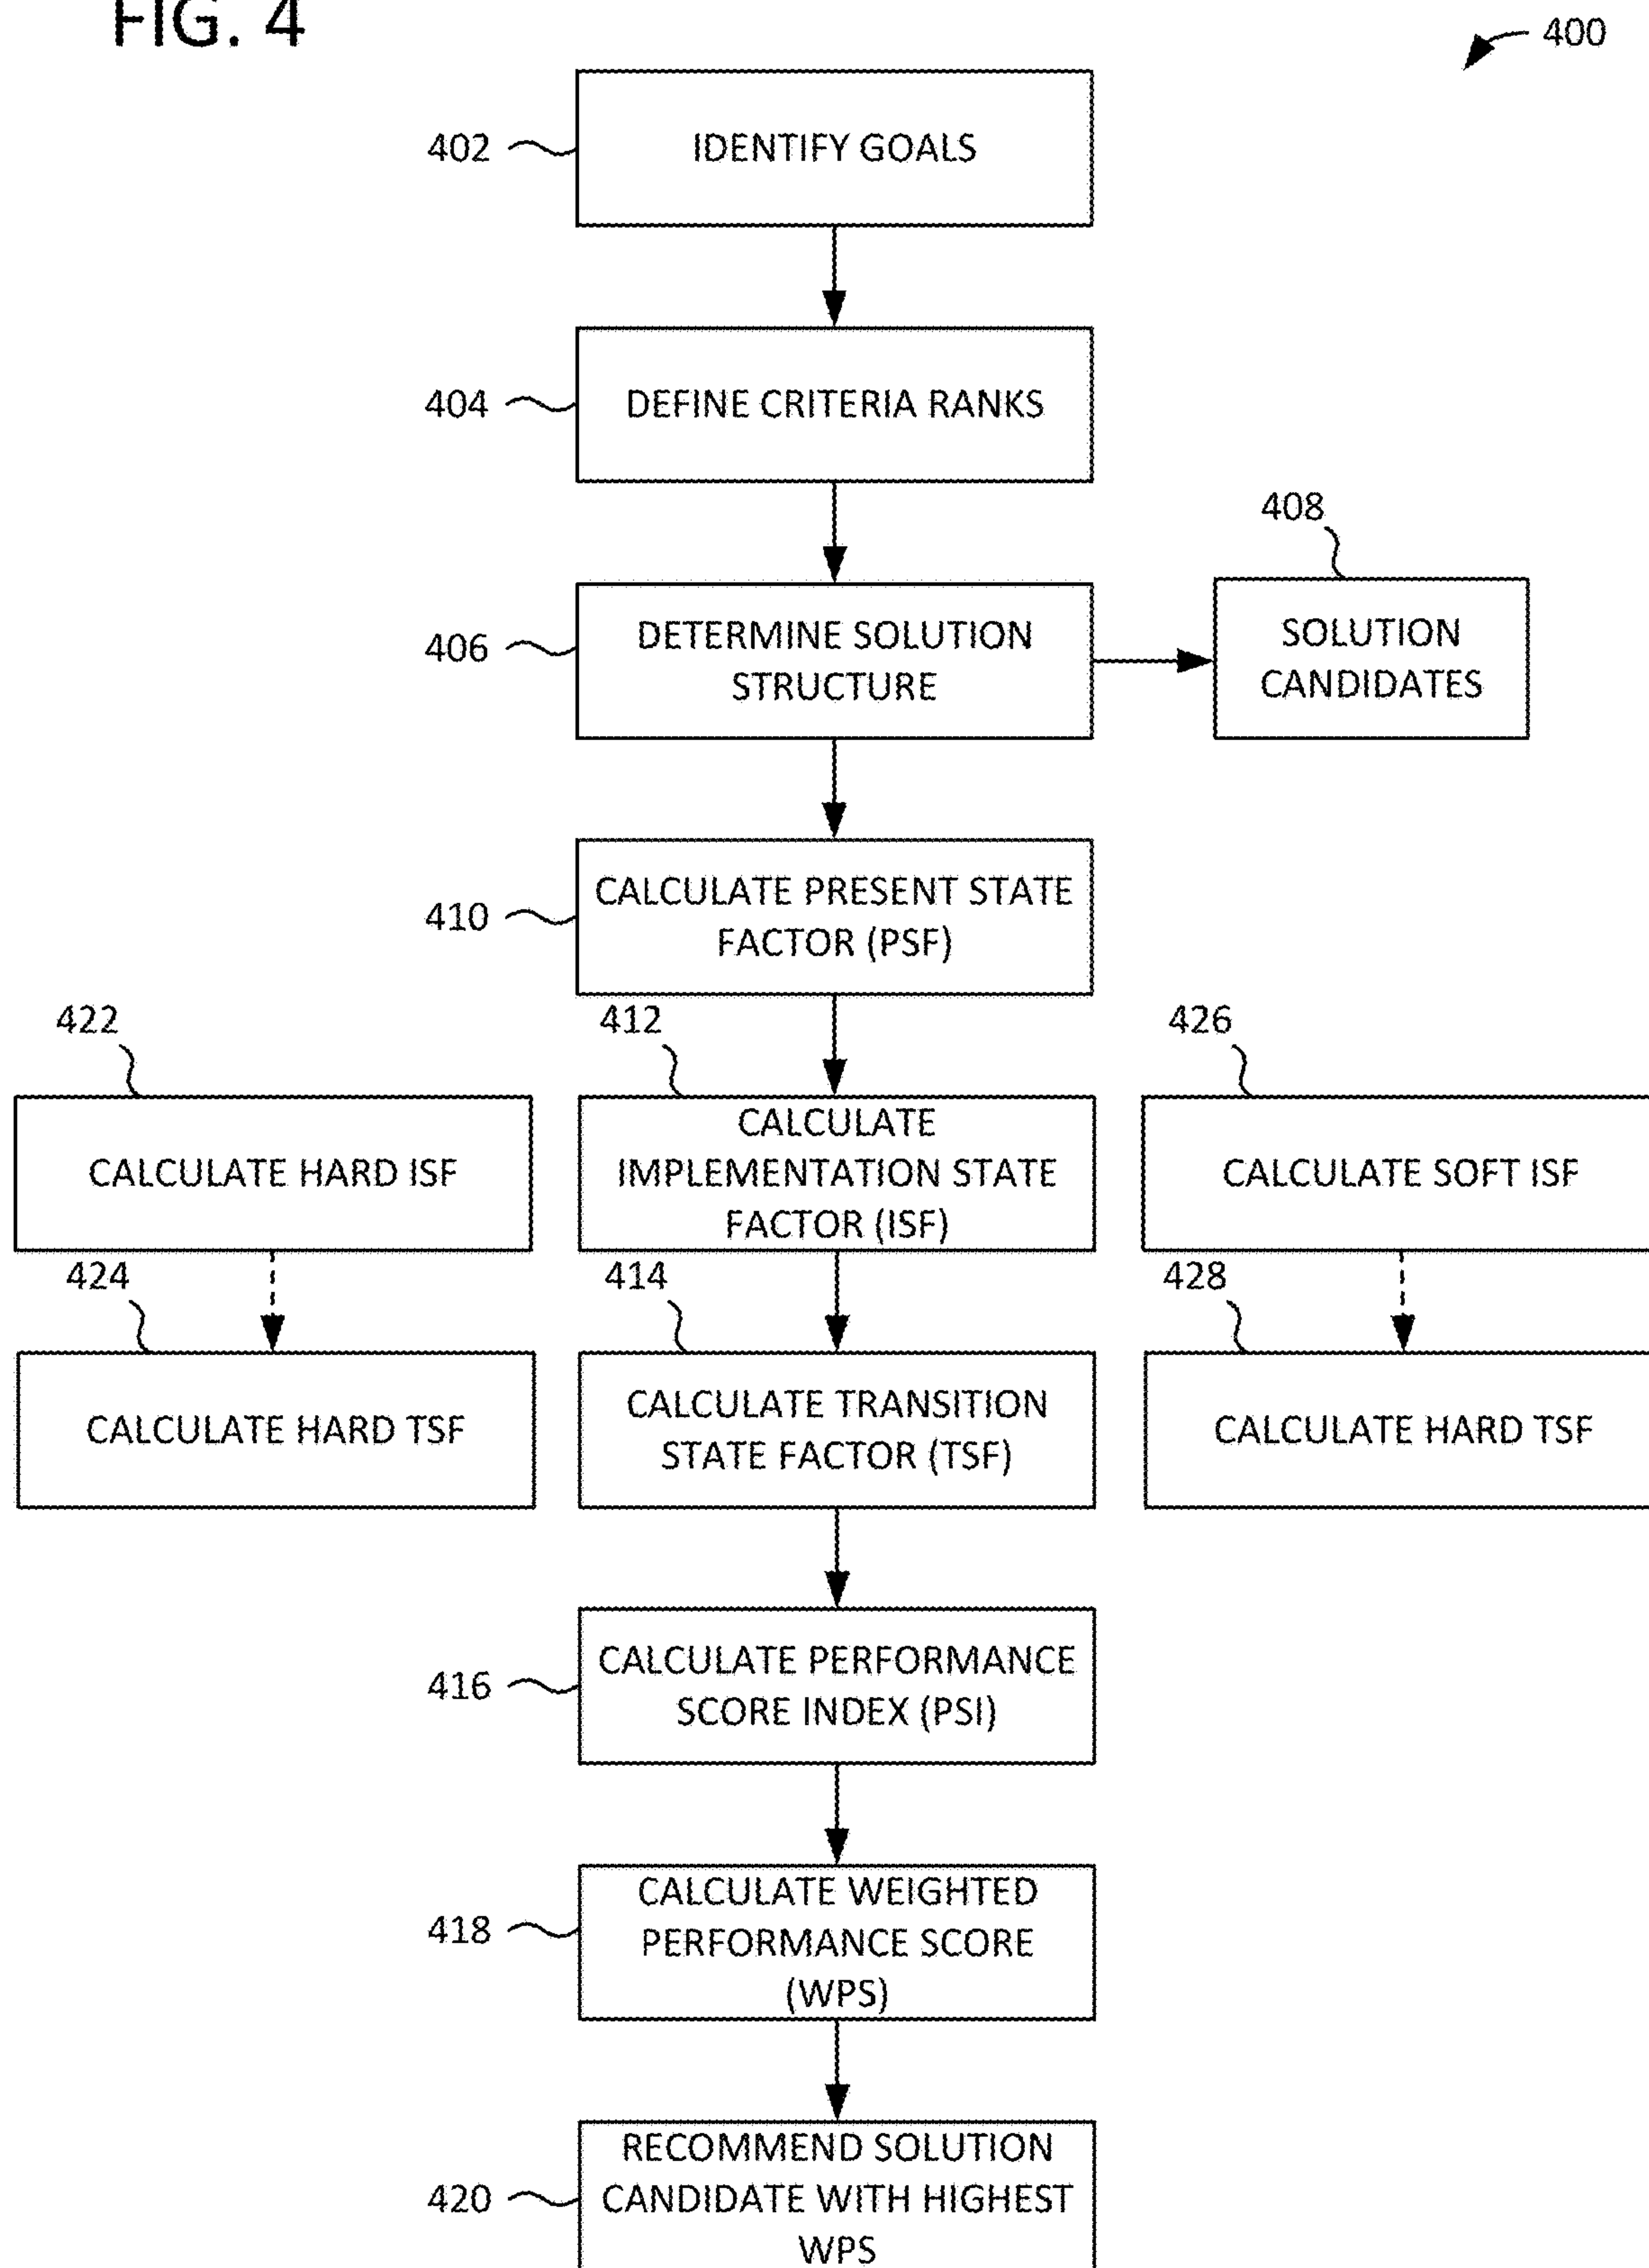 FIG. 4
400
402
IDENTIFY GOALS
404
DEFINE CRITERIA RANKS
408
406
DETERMINE SOLUTION
STRUCTURE
SOLUTION
CANDIDATES
410
CALCULATE PRESENT STATE
FACTOR (PSF)
422
412
426
CALCULATE HARD ISF
CALCULATE
IMPLEMENTATION STATE
FACTOR (ISF)
CALCULATE SOFT ISF
424
414
428
CALCULATE HARD TSF
CALCULATE TRANSITION
STATE FACTOR (TSF)
CALCULATE HARD TSF
416
CALCULATE PERFORMANCE
SCORE INDEX (PSI)
418
CALCULATE WEIGHTED
PERFORMANCE SCORE
(WPS)
420
RECOMMEND SOLUTION
CANDIDATE WITH HIGHEST
WPS